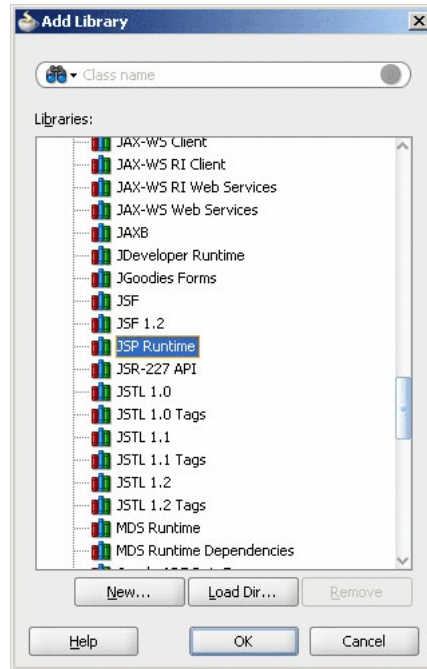 Add Library
Class name
Libraries:
JAX-WS Client
JAX-WS RI Client
JAX-WS RI Web Services
JAX-WS Web Services
JAXB
JDeveloper Runtime
JGoodies Forms
JSF
JSF 1.2
JSP Runtime
JSR-227 API
JSTL 1.0
JSTL 1.0 Tags
JSTL 1.1
JSTL 1.1 Tags
JSTL 1.2
JSTL 1.2 Tags
MDS Runtime
MDS Runtime Dependencies
New... Load Dir... Remove
Help OK Cancel